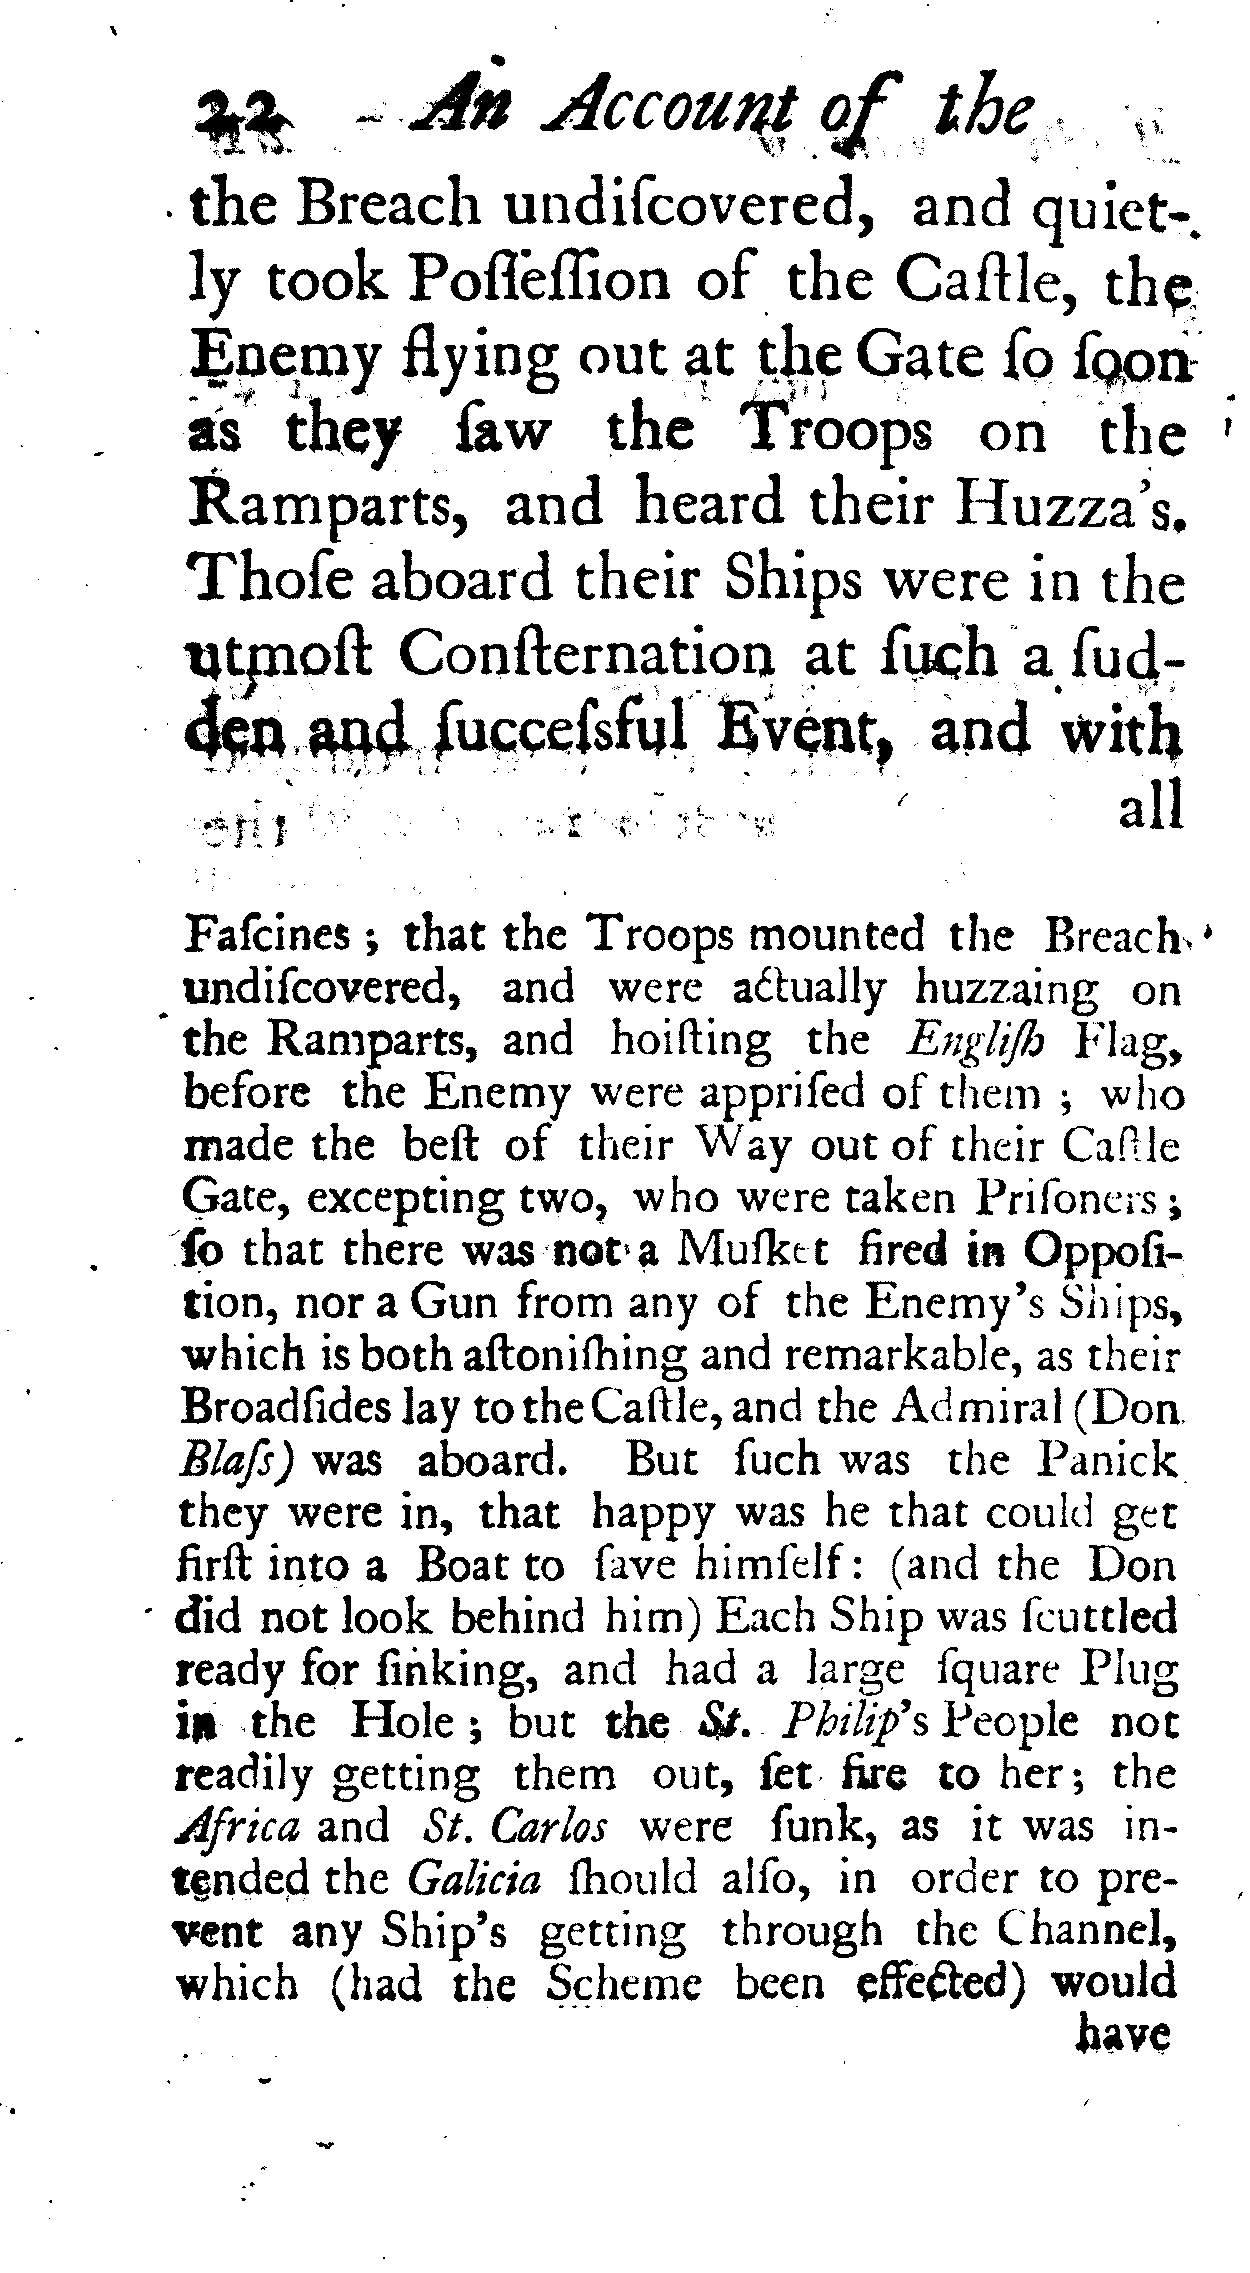 22 An Account of the
the Breach undiſcovered, and quiet-
ly took Poſſeſſion of the Caſtle, the
Enemy flying out at the Gate ſo ſoon
as they ſaw the Troops on the
Ramparts, and heard their Huzza's.
Thoſe aboard their Ships were in the
utmoſt Conſternation at ſuch a ſud-
den and ſucceſsful Event, and with
all
Faſcines ; that the Troops mounted the Breach
undiſcovered, and were actually huzzaing on
the Ramparts, and hoiſting the Engliſh Flag,
before the Enemy were appriſed of them ; who
made the beſt of their Way out of their Caſtle
Gate, excepting two, who were taken Priſoners ;
ſo that there was not a Muſket fired in Oppoſi-
tion, nor a Gun from any of the Enemy's Ships,
which is both aſtoniſhing and remarkable, as their
Broadſides lay to the Caſtle, and the Admiral (Don
Blaſs) was aboard. But ſuch was the Panick
they were in, that happy was he that could get
firſt into a Boat to ſave himſelf: (and the Don
did not look behind him) Each Ship was ſcuttled
ready for ſinking, and had a large ſquare Plug
in the Hole ; but the St. Philip's People not
readily getting them out, ſet fire to her ; the
Africa and St. Carlos were ſunk, as it was in-
tended the Galicia ſhould alſo, in order to pre-
vent any Ship's getting through the Channel,
which (had the Scheme been effected) would
have